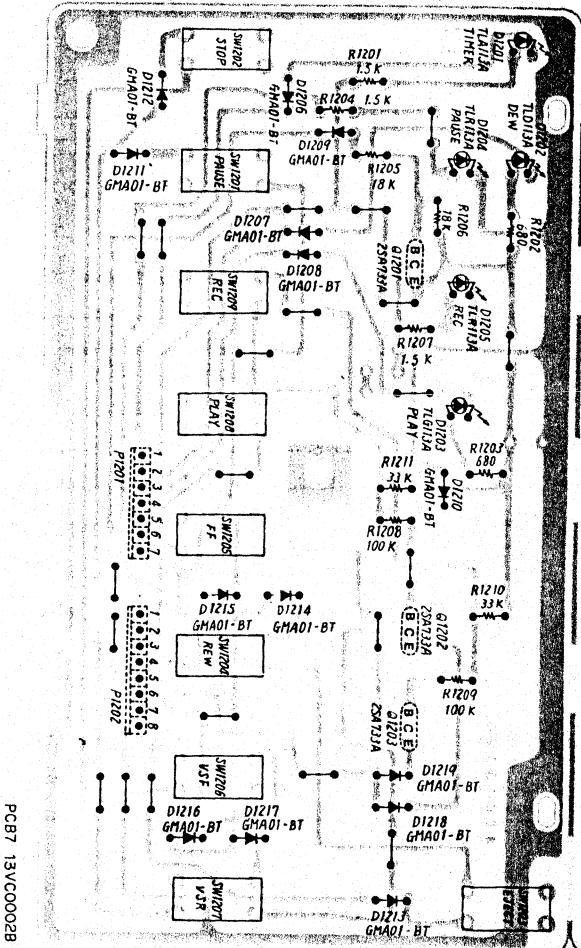 SW1202
STOP
D1212
GMA01-BT
D1206
GMA01-BT
R1201
1.5 K
R1204 1.5 K
D1201
TLA113A
TIMER
D1202
TLD113A
DEW
D1204
TLR113A
PAUSE
D1209
GMA01-BT
D1211
GMA01-BT
SW1201
PAUSE
R1205
18 K
D1207
GMA01-BT
R1206
18 K
R1202
680
Q1201
2SA733A
B C E
D1208
GMA01-BT
SW1209
REC
D1205
TLR113A
REC
R1207
1.5 K
SW1208
PLAY
D1203
TLG113A
PLAY
P1201
1
2
3
4
5
6
7
R1211
33 K
D1210
GMA01-BT
R1203
680
SW1205
FF
R1208
100 K
D1215
GMA01-BT
D1214
GMA01-BT
R1210
33 K
Q1202
2SA733A
B C E
P1202
1
2
3
4
5
6
7
8
REW
R1209
100 K
Q1203
2SA733A
B C E
SW1206
VSF
D1219
GMA01-BT
D1216
GMA01-BT
D1217
GMA01-BT
D1218
GMA01-BT
SW1207
VSR
D1213
GMA01-BT
EJECT
PCB7 13VC0002B